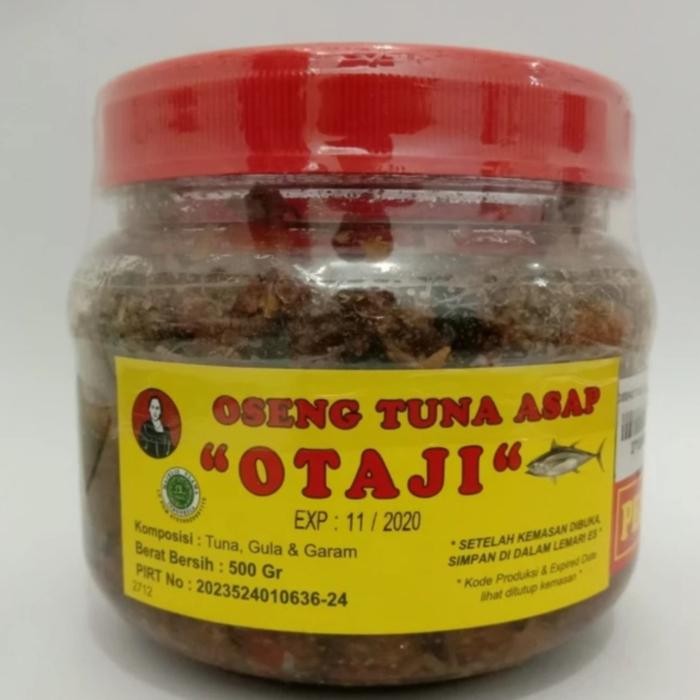 OSENG TUNA ASAP
"OTAJI"
EXP : 11 / 2020
Komposisi : Tuna, Gula & Garam
Berat Bersih : 500 Gr
PIRT No : 2023524010636-24
2712
* SETELAH KEMASAN DIBUKA,
SIMPAN DI DALAM LEMARI ES *
* Kode Produksi & Expired Date
lihat ditutup kemasan *